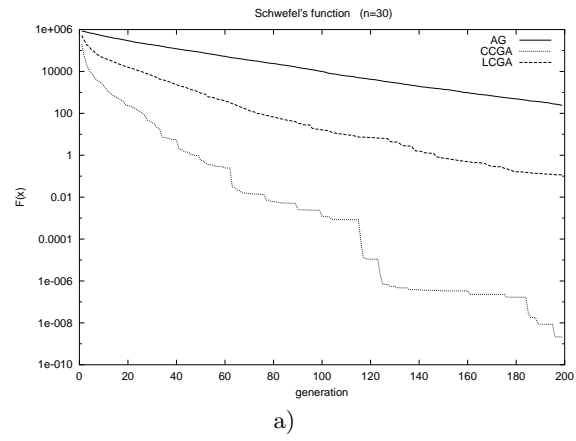 Schwefel's function (n=30)
1e+006
10000
100
1
0.01
0.0001
1e-006
1e-008
1e-010
F(x)
AG
CCGA
LCGA
0 20 40 60 80 100 120 140 160 180 200
generation
a)